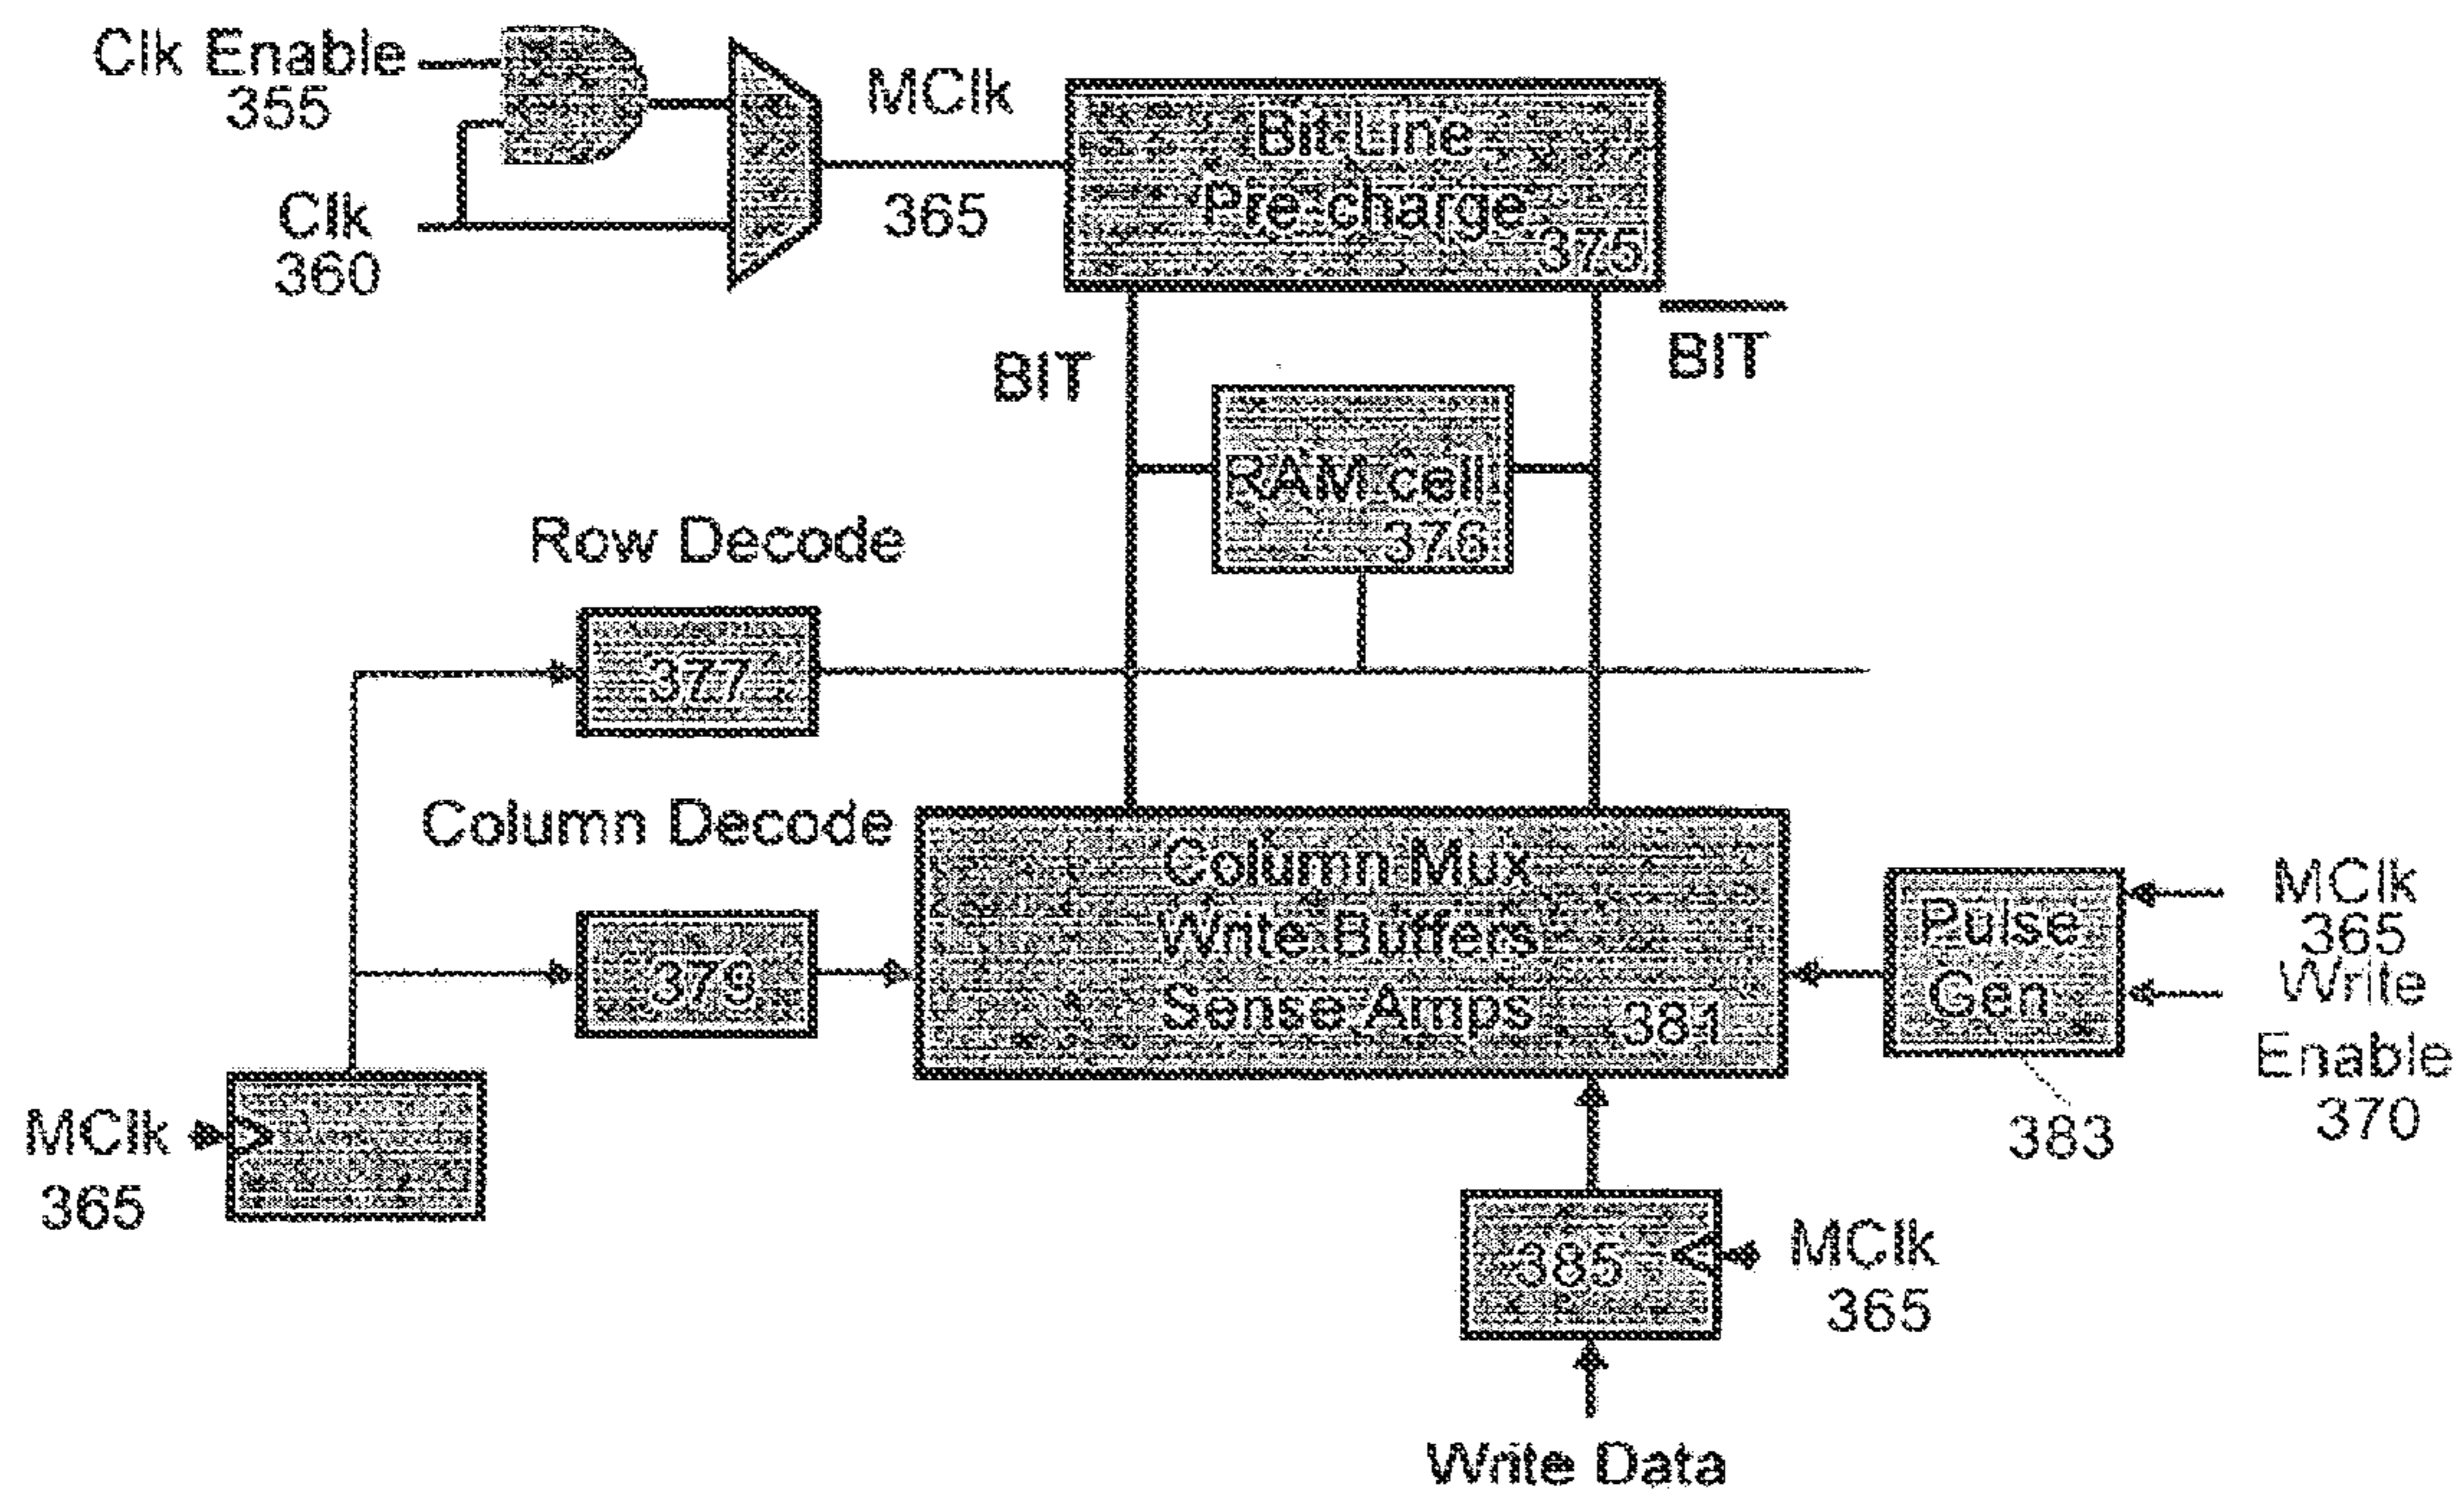 Clk Enable
355
Clk
360
MClk
365
Bit Line
Pre-charge
375
BIT
BIT
RAM cell
376
Row Decode
377
Column Decode
379
Column Mux
Write Buffers
Sense Amps
381
Pulse
Gen
383
MClk
365
Write
Enable
370
MClk
365
385
MClk
365
Write Data